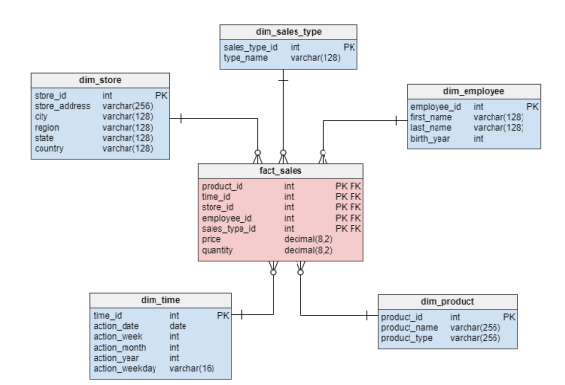 dim_sales_type
sales_type_id int PK
type_name varchar(128)
dim_store
store_id int PK
store_address varchar(256)
city varchar(128)
region varchar(128)
state varchar(128)
country varchar(128)
dim_employee
employee_id int PK
first_name varchar(128)
last_name varchar(128)
birth_year int
fact_sales
product_id int PK FK
time_id int PK FK
store_id int PK FK
employee_id int PK FK
sales_type_id int PK FK
price decimal(8,2)
quantity decimal(8,2)
dim_time
time_id int PK
action_date date
action_week int
action_month int
action_year int
action_weekday varchar(16)
dim_product
product_id int PK
product_name varchar(256)
product_type varchar(256)